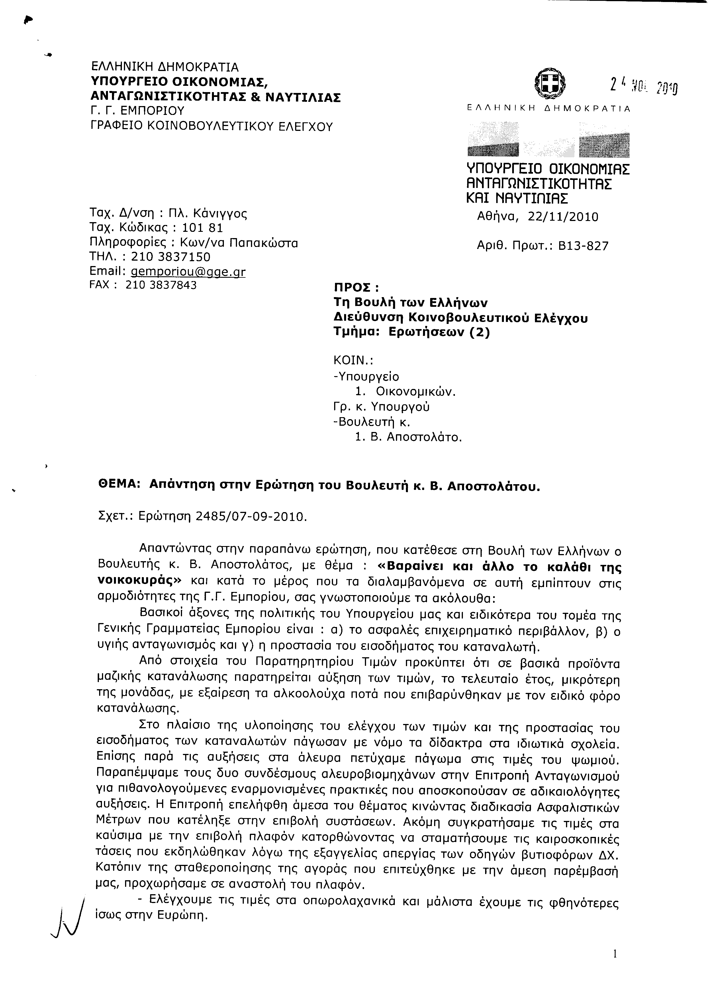 ΕΛΛΗΝΙΚΗ ΔΗΜΟΚΡΑΤΙΑ
ΥΠΟΥΡΓΕΙΟ ΟΙΚΟΝΟΜΙΑΣ,
ΑΝΤΑΓΩΝΙΣΤΙΚΟΤΗΤΑΣ & ΝΑΥΤΙΛΙΑΣ
Γ. Γ. ΕΜΠΟΡΙΟΥ
ΓΡΑΦΕΙΟ ΚΟΙΝΟΒΟΥΛΕΥΤΙΚΟΥ ΕΛΕΓΧΟΥ
24 2010
ΕΛΛΗΝΙΚΗ ΔΗΜΟΚΡΑΤΙΑ
ΥΠΟΥΡΓΕΙΟ ΟΙΚΟΝΟΜΙΑΣ
ΑΝΤΑΓΩΝΙΣΤΙΚΟΤΗΤΑΣ
ΚΑΙ ΝΑΥΤΙΛΙΑΣ
Ταχ. Δ/νση : Πλ. Κάνιγγος
Ταχ. Κώδικας : 101 81
Πληροφορίες : Κων/να Παπακώστα
ΤΗΛ. : 210 3837150
Email: gemporiou@gge.gr
FAX : 210 3837843
Αθήνα, 22/11/2010
Αριθ. Πρωτ.: Β13-827
ΠΡΟΣ :
Τη Βουλή των Ελλήνων
Διεύθυνση Κοινοβουλευτικού Ελέγχου
Τμήμα: Ερωτήσεων (2)
ΚΟΙΝ.:
-Υπουργείο
1. Οικονομικών.
Γρ. κ. Υπουργού
-Βουλευτή κ.
1. Β. Αποστολάτο.
ΘΕΜΑ: Απάντηση στην Ερώτηση του Βουλευτή κ. Β. Αποστολάτου.
Σχετ.: Ερώτηση 2485/07-09-2010.
Απαντώντας στην παραπάνω ερώτηση, που κατέθεσε στη Βουλή των Ελλήνων ο
Βουλευτής κ. Β. Αποστολάτος, με θέμα : «Βαραίνει και άλλο το καλάθι της
νοικοκυράς» και κατά το μέρος που τα διαλαμβανόμενα σε αυτή εμπίπτουν στις
αρμοδιότητες της Γ.Γ. Εμπορίου, σας γνωστοποιούμε τα ακόλουθα:
Βασικοί άξονες της πολιτικής του Υπουργείου μας και ειδικότερα του τομέα της
Γενικής Γραμματείας Εμπορίου είναι : α) το ασφαλές επιχειρηματικό περιβάλλον, β) ο
υγιής ανταγωνισμός και γ) η προστασία του εισοδήματος του καταναλωτή.
Από στοιχεία του Παρατηρητηρίου Τιμών προκύπτει ότι σε βασικά προϊόντα
μαζικής κατανάλωσης παρατηρείται αύξηση των τιμών, το τελευταίο έτος, μικρότερη
της μονάδας, με εξαίρεση τα αλκοολούχα ποτά που επιβαρύνθηκαν με τον ειδικό φόρο
κατανάλωσης.
Στο πλαίσιο της υλοποίησης του ελέγχου των τιμών και της προστασίας του
εισοδήματος των καταναλωτών πάγωσαν με νόμο τα δίδακτρα στα ιδιωτικά σχολεία.
Επίσης παρά τις αυξήσεις στα άλευρα πετύχαμε πάγωμα στις τιμές του ψωμιού.
Παραπέμψαμε τους δυο συνδέσμους αλευροβιομηχάνων στην Επιτροπή Ανταγωνισμού
για πιθανολογούμενες εναρμονισμένες πρακτικές που αποσκοπούσαν σε αδικαιολόγητες
αυξήσεις. Η Επιτροπή επελήφθη άμεσα του θέματος κινώντας διαδικασία Ασφαλιστικών
Μέτρων που κατέληξε στην επιβολή συστάσεων. Ακόμη συγκρατήσαμε τις τιμές στα
καύσιμα με την επιβολή πλαφόν κατορθώνοντας να σταματήσουμε τις καιροσκοπικές
τάσεις που εκδηλώθηκαν λόγω της εξαγγελίας απεργίας των οδηγών βυτιοφόρων ΔΧ.
Κατόπιν της σταθεροποίησης της αγοράς που επιτεύχθηκε με την άμεση παρέμβασή
μας, προχωρήσαμε σε αναστολή του πλαφόν.
- Ελέγχουμε τις τιμές στα οπωρολαχανικά και μάλιστα έχουμε τις φθηνότερες
ίσως στην Ευρώπη.
1